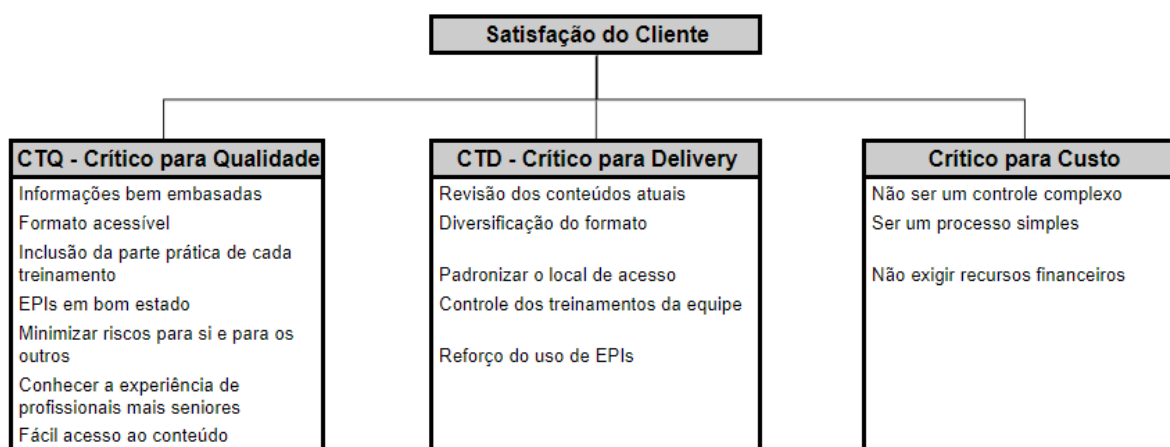 Satisfação do Cliente
CTQ - Crítico para Qualidade
Informações bem embasadas
Formato acessível
Inclusão da parte prática de cada
treinamento
EPIs em bom estado
Minimizar riscos para si e para os
outros
Conhecer a experiência de
profissionais mais seniores
Fácil acesso ao conteúdo
CTD - Crítico para Delivery
Revisão dos conteúdos atuais
Diversificação do formato
Padronizar o local de acesso
Controle dos treinamentos da equipe
Reforço do uso de EPIs
Crítico para Custo
Não ser um controle complexo
Ser um processo simples
Não exigir recursos financeiros